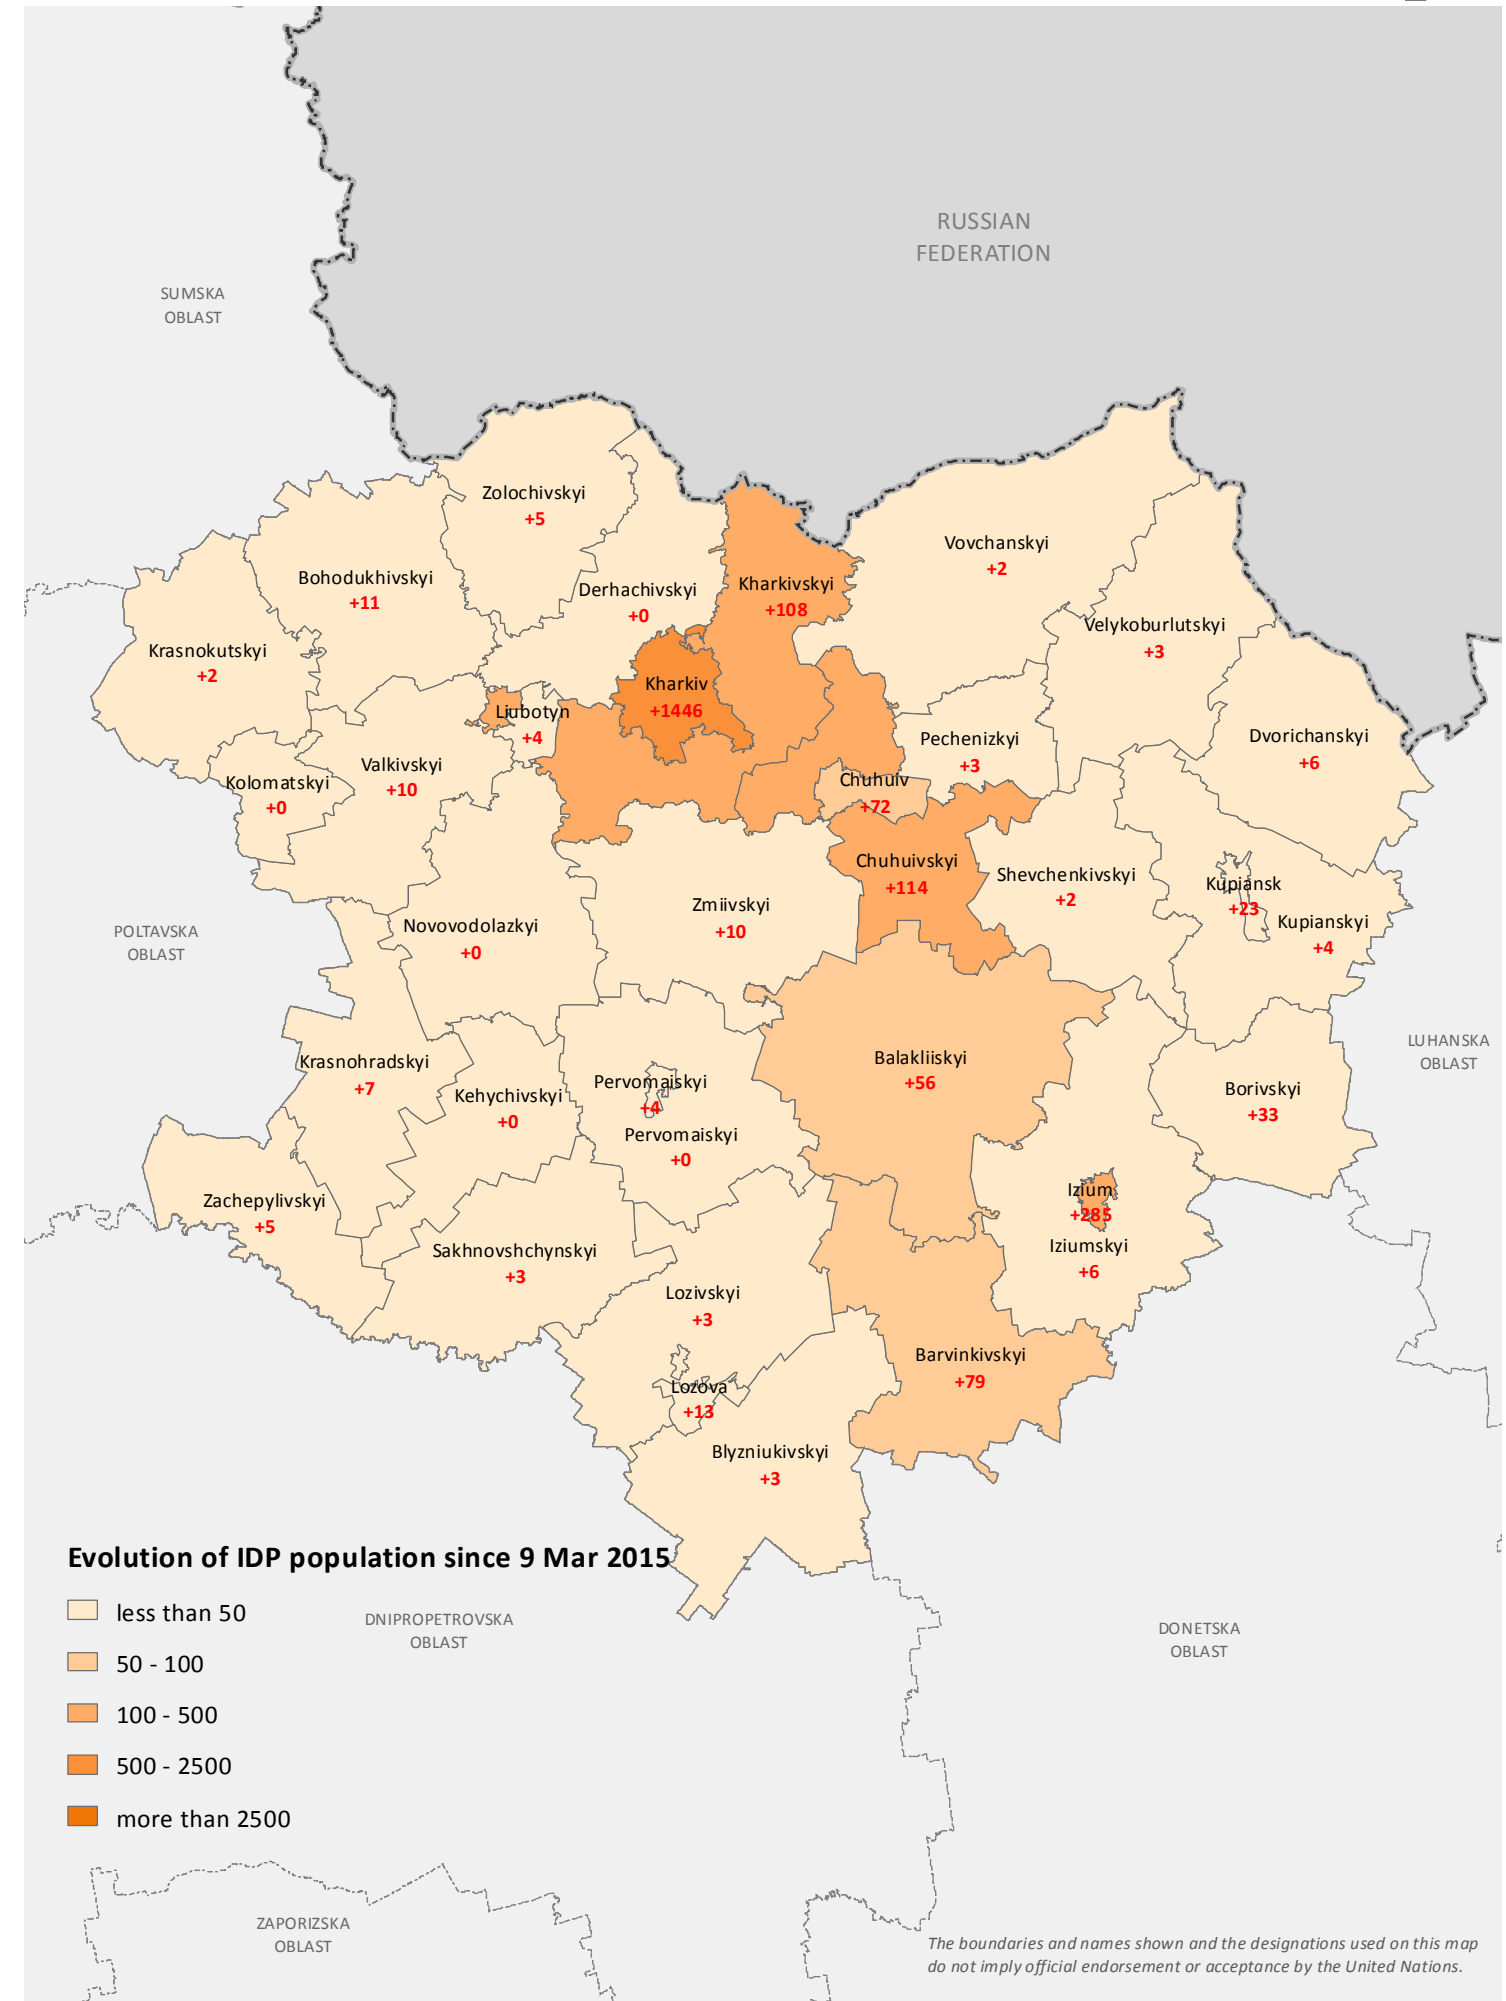 RUSSIAN
FEDERATION
SUMSKA
OBLAST
Zolochivskyi
+5
Vovchanskyi
+2
Bohodukhivskyi
+11
Derhachivskyi
+0
Kharkivskyi
+108
Velykoburlutskyi
+3
Krasnokutskyi
+2
Kharkiv
+1446
Liubotyn
+4
Pechenizkyi
+3
Dvorichanskyi
+6
Valkivskyi
+10
Kolomatskyi
+0
Chuhuiv
+72
Chuhuivskyi
+114
Shevchenkivskyi
+2
Kupiansk
+23
Kupianskyi
+4
Zmiivskyi
+10
Novovodolazkyi
+0
POLTAVSKA
OBLAST
LUHANSKA
OBLAST
Krasnohradskyi
+7
Kehychivskyi
+0
Pervomaiskyi
+4
Pervomaiskyi
+0
Balakliiskyi
+56
Borivskyi
+33
Zachepylivskyi
+5
Izium
+285
Iziumskyi
+6
Sakhnovshchynskyi
+3
Lozivskyi
+3
Barvinkivskyi
+79
Lozova
+13
Blyzniukivskyi
+3
Evolution of IDP population since 9 Mar 2015
less than 50
50 - 100
100 - 500
500 - 2500
more than 2500
DNIPROPETROVSKA
OBLAST
DONETSKA
OBLAST
ZAPORIZSKA
OBLAST
The boundaries and names shown and the designations used on this map
do not imply official endorsement or acceptance by the United Nations.